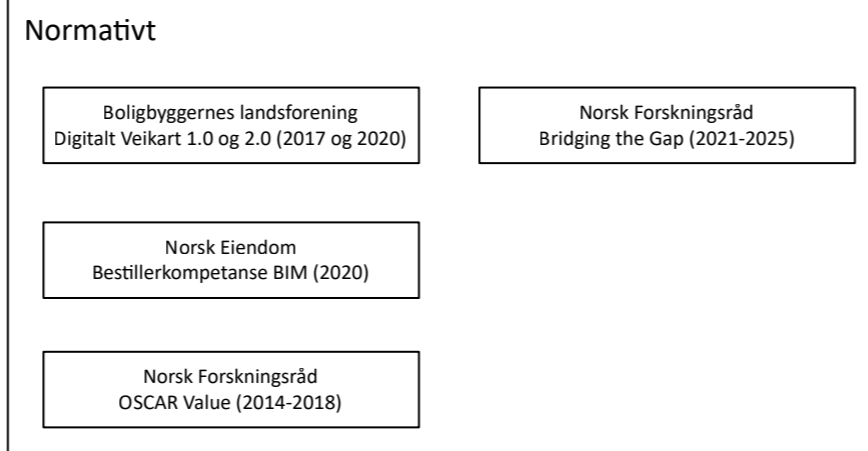 Normativt
Boligbyggernes landsforening
Digitalt Veikart 1.0 og 2.0 (2017 og 2020)
Norsk Forskningsråd
Bridging the Gap (2021-2025)
Norsk Eiendom
Bestillerkompetanse BIM (2020)
Norsk Forskningsråd
OSCAR Value (2014-2018)